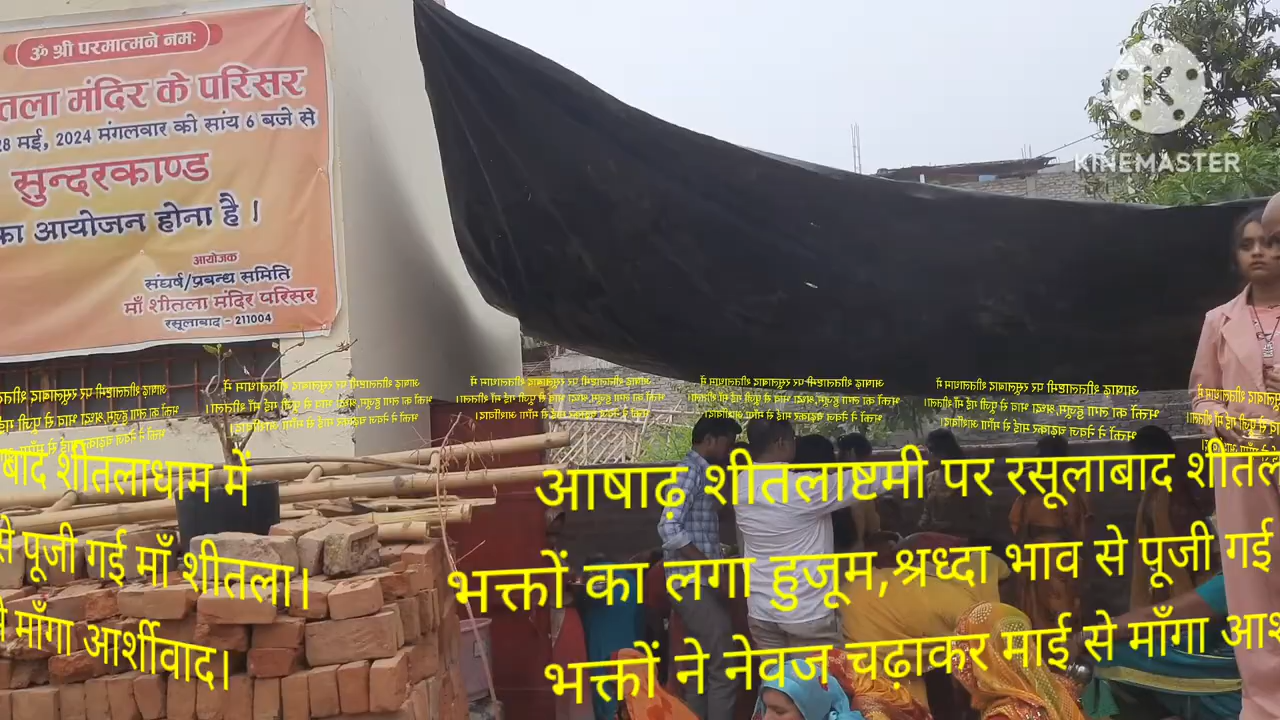 ॐ श्री परमात्मने नमः
तला मंदिर के परिसर
28 मई, 2024 मंगलवार को सांय 6 बजे से
सुन्दरकाण्ड
का आयोजन होना है ।
आयोजक
संघर्ष/प्रबन्ध समिति
माँ शीतला मंदिर परिसर
रसूलाबाद - 211004
K
KINEMASTER
बाद शीतलाधाम में
से पूजी गई माँ शीतला।
से माँगा आर्शीवाद।
आषाढ़ शीतलाष्टमी पर रसूलाबाद शीतल
भक्तों का लगा हुजूम,श्रध्दा भाव से पूजी गई
भक्तों ने नेवज चढ़ाकर माई से माँगा आर्श